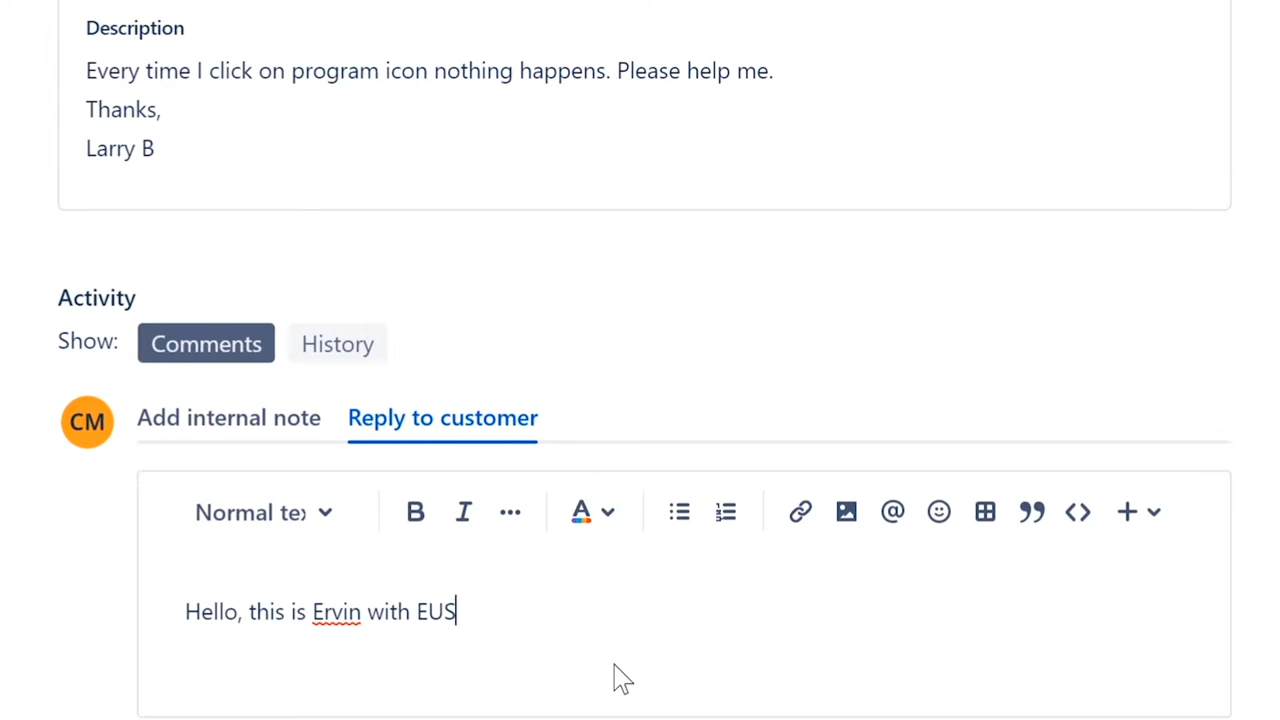 Description
Every time I click on program icon nothing happens. Please help me.
Thanks,
Larry B
Activity
Show: Comments History
CM Add internal note Reply to customer
Normal tex B I ... A @
Hello, this is Ervin with EUS